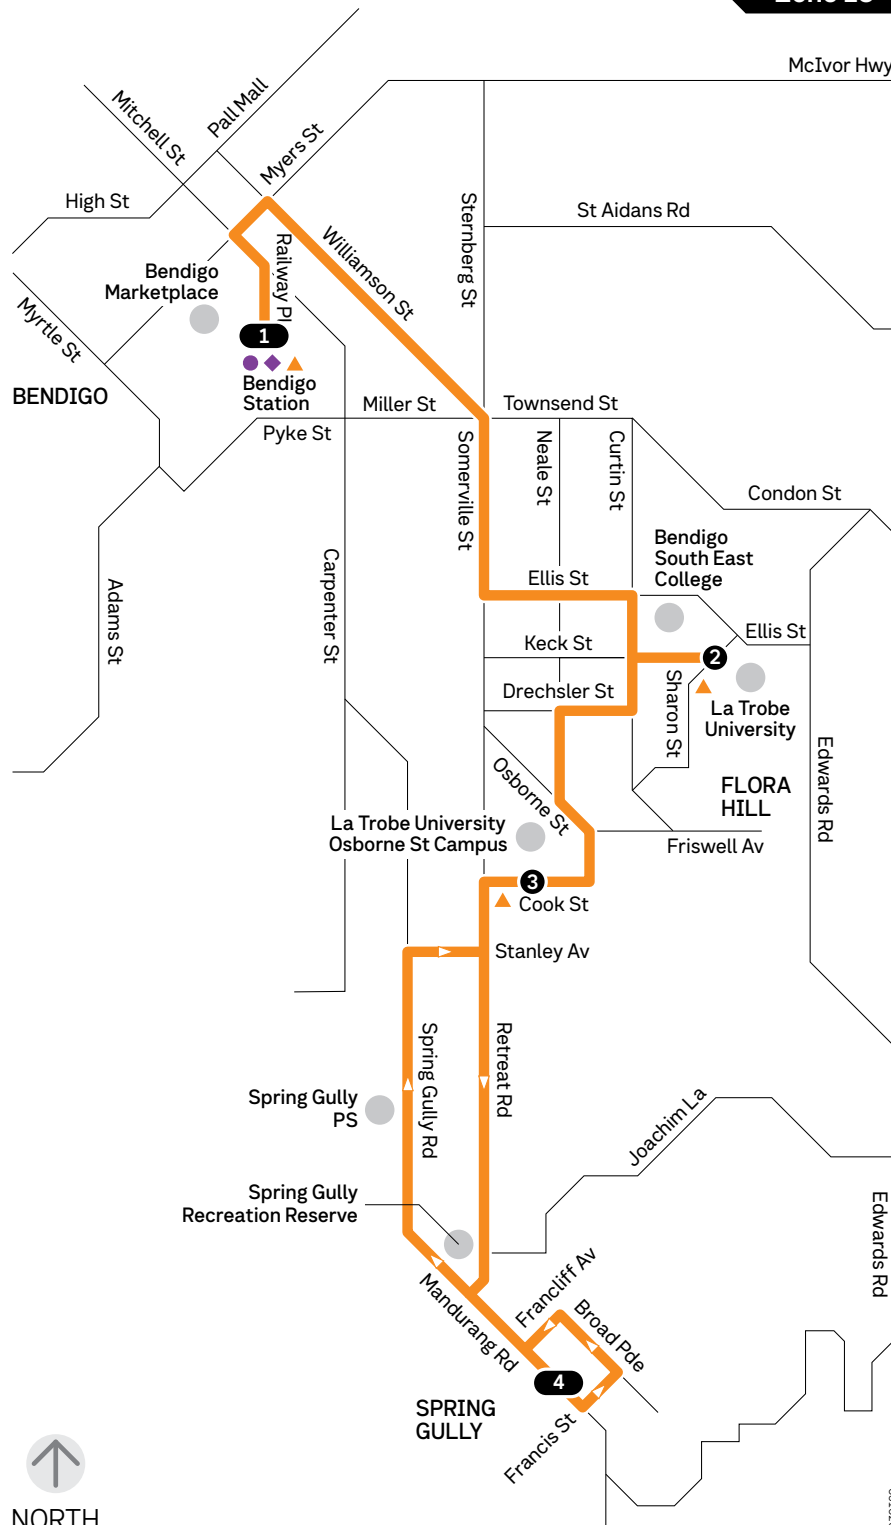 McIvor Hwy
Pall Mall
Mitchell St
Myers St
High St
Sternberg St
St Aidans Rd
Williamson St
Railway Pl
Bendigo
Marketplace
Myrtle St
1
BENDIGO
Bendigo
Station
Miller St
Townsend St
Pyke St
Somerville St
Neale St
Curtin St
Condon St
Bendigo
South East
College
Adams St
Carpenter St
Ellis St
Ellis St
Keck St
2
Drechsler St
Sharon St
La Trobe
University
Edwards Rd
Osborne St
FLORA
HILL
La Trobe University
Osborne St Campus
Friswell Av
3
Cook St
Stanley Av
Spring Gully Rd
Retreat Rd
Spring Gully
PS
Joachim La
Spring Gully
Recreation Reserve
Edwards Rd
Francliff Av
Mandurang Rd
Broad Pde
4
SPRING
GULLY
Francis St
NORTH